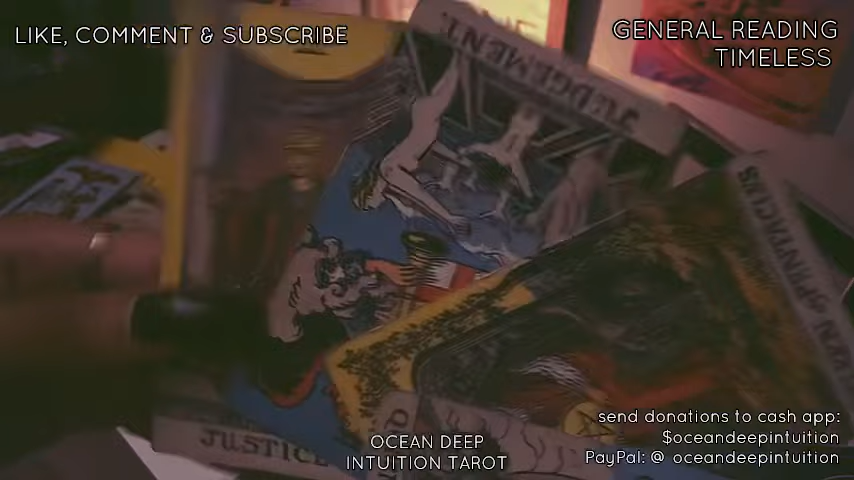 LIKE, COMMENT & SUBSCRIBE
GENERAL READING
TIMELESS
JUDGEMENT.
PENTACLES
JUSTICE
OCEAN DEEP
INTUITION TAROT
send donations to cash app:
$oceandeepintuition
PayPal: @ oceandeepintuition